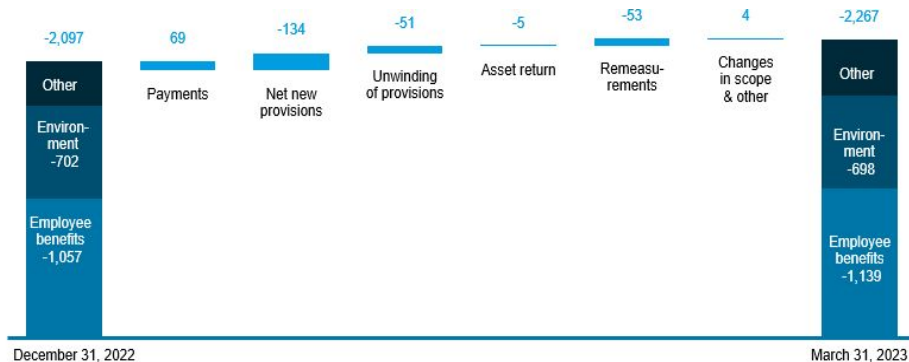 -2,097
Other
Environ-
ment
-702
Employee
benefits
-1,057
69
Payments
-134
Net new
provisions
-51
Unwinding
of provisions
-5
Asset return
-53
Remeasu-
rements
4
Changes
in scope
& other
-2,267
Other
Environ-
ment
-698
Employee
benefits
-1,139
December 31, 2022
March 31, 2023